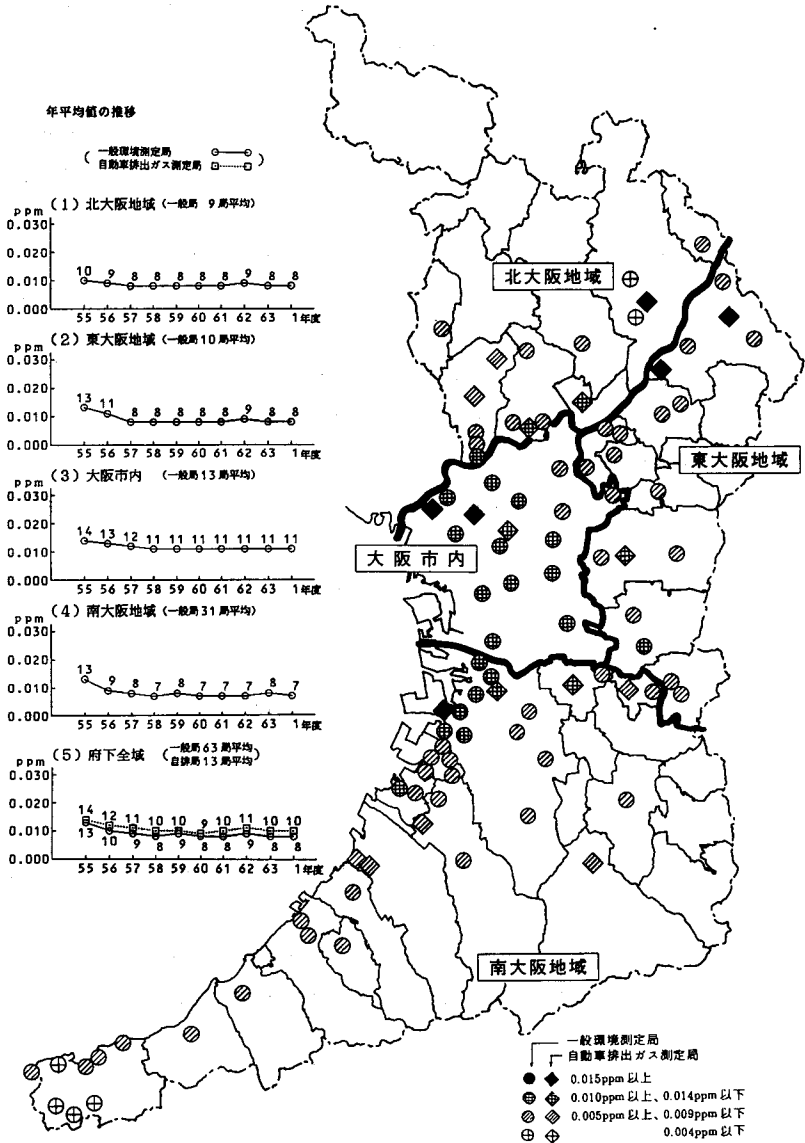 年平均値の推移
( 一般環境測定局
自動車排出ガス測定局 )
(1) 北大阪地域 (一般局 9局平均)
ppm
0.030
0.010
0.000
10 9 8 8 8 8 8 9 8 8
55 56 57 58 59 60 61 62 63 1年度
(2) 東大阪地域 (一般局10局平均)
ppm
0.030
0.010
0.000
13 11 8 8 8 8 8 9 8 8
55 56 57 58 59 60 61 62 63 1年度
(3) 大阪市内 (一般局13局平均)
ppm
0.030
0.010
0.000
14 13 12 11 11 11 11 11 11 11
55 56 57 58 59 60 61 62 63 1年度
(4) 南大阪地域 (一般局31局平均)
ppm
0.030
0.020
0.010
0.000
13 9 8 7 8 7 7 7 8 7
55 56 57 58 59 60 61 62 63 1年度
(5) 府下全域 (一般局63局平均
自排局13局平均)
ppm
0.030
0.010
0.000
14 12 11 10 10 9 10 11 10 10
13 10 9 8 9 8 8 9 8 8
55 56 57 58 59 60 61 62 63 1年度
北大阪地域
東大阪地域
大阪市内
南大阪地域
一般環境測定局
自動車排出ガス測定局
0.015ppm 以上
0.010ppm 以上、0.014ppm 以下
0.005ppm 以上、0.009ppm 以下
0.004ppm 以下